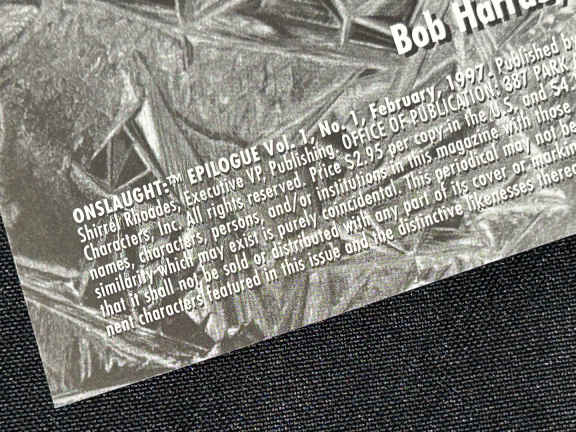 Bob Harras,
ONSLAUGHT:™ EPILOGUE Vol. 1, No. 1, February, 1997. Published by
Shirrel Rhoades, Executive VP, Publishing. OFFICE OF PUBLICATION: 387 PARK
Characters, Inc. All rights reserved. Price $2.95 per copy in the U.S. and $4.
names, characters, persons, and/or institutions in this magazine with those
similarity which may exist is purely coincidental. This periodical may not be
that it shall not be sold or distributed with any part of its cover or markin
nent characters featured in this issue and the distinctive likenesses thereo